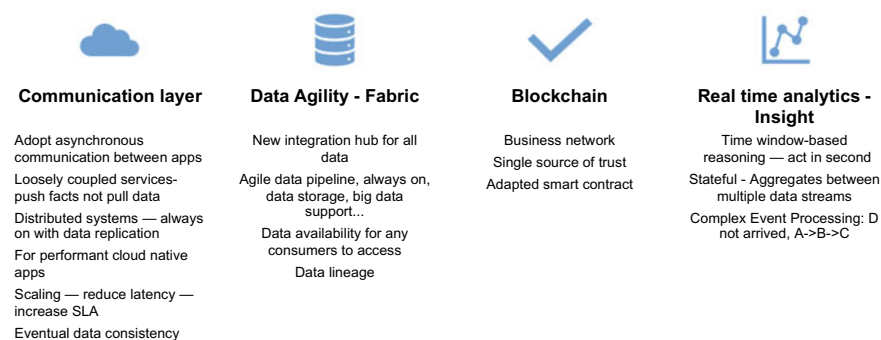 Communication layer
Adopt asynchronous
communication between apps
Loosely coupled services-
push facts not pull data
Distributed systems — always
on with data replication
For performant cloud native
apps
Scaling — reduce latency —
increase SLA
Eventual data consistency
Data Agility - Fabric
New integration hub for all
data
Agile data pipeline, always on,
data storage, big data
support...
Data availability for any
consumers to access
Data lineage
Blockchain
Business network
Single source of trust
Adapted smart contract
Real time analytics -
Insight
Time window-based
reasoning — act in second
Stateful - Aggregates between
multiple data streams
Complex Event Processing: D
not arrived, A->B->C